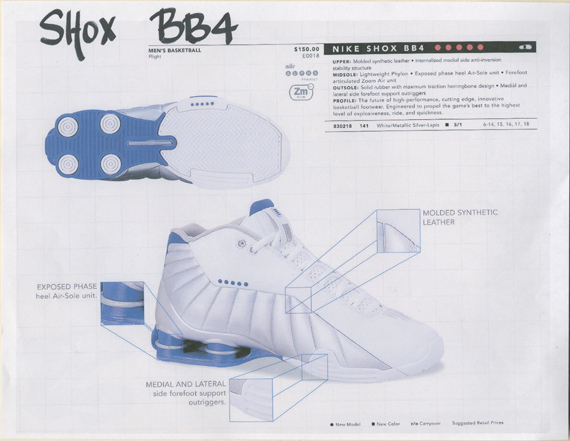 SHOX BB4
MEN'S BASKETBALL
Flight
$150.00
E0018
NIKE SHOX BB4
UPPER: Molded synthetic leather • Internalized medial side anti-inversion
stability structure
MIDSOLE: Lightweight Phylon • Exposed phase heel Air-Sole unit • Forefoot
articulated Zoom Air unit
OUTSOLE: Solid rubber with maximum traction herringbone design • Medial and
lateral side forefoot support outriggers
PROFILE: The future of high-performance, cutting edge, innovative
basketball footwear. Engineered to propel the game's best to the highest
level of explosiveness, ride, and quickness.
830218 141 White/Metallic Silver-Lapis ■ 5/1 6-14, 15, 16, 17, 18
Zm
MOLDED SYNTHETIC
LEATHER
EXPOSED PHASE
heel Air-Sole unit.
MEDIAL AND LATERAL
side forefoot support
outriggers.
● New Model ■ New Color n/a Carryover Suggested Retail Prices